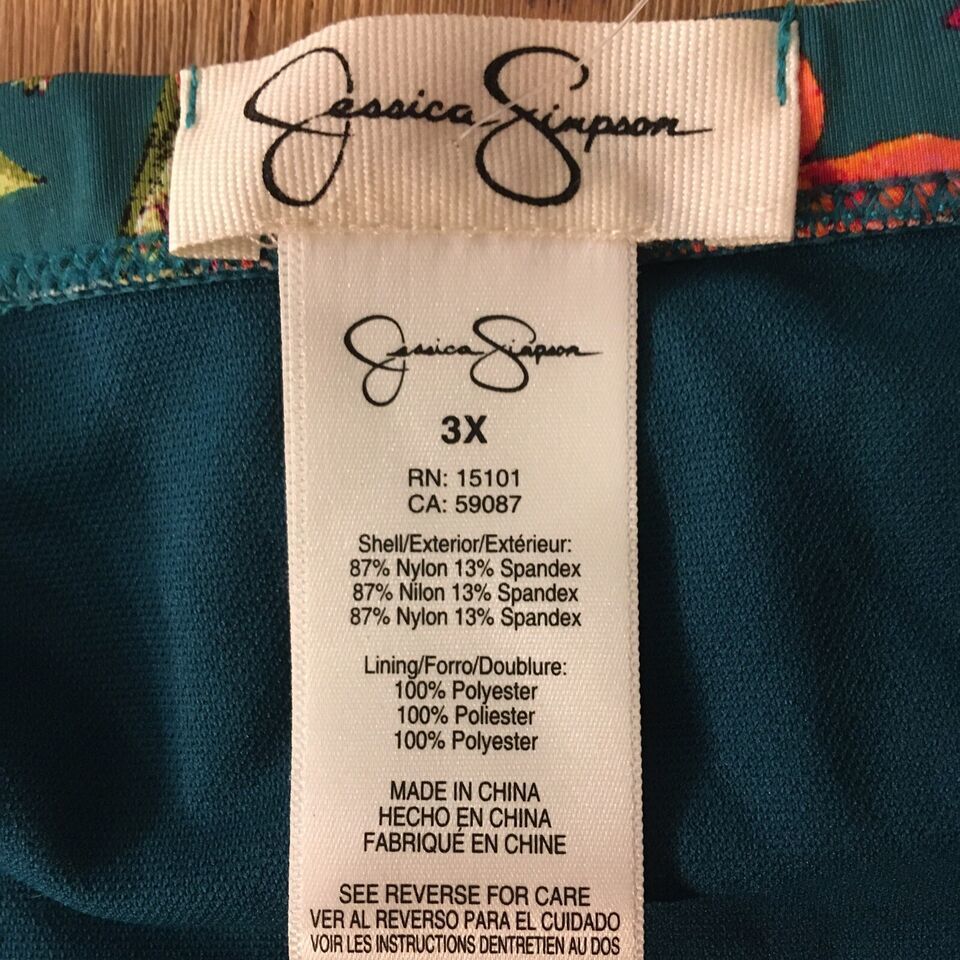 Jessica Simpson
Jessica Simpson
3X
RN: 15101
CA: 59087
Shell/Exterior/Extérieur:
87% Nylon 13% Spandex
87% Nilon 13% Spandex
87% Nylon 13% Spandex
Lining/Forro/Doublure:
100% Polyester
100% Poliester
100% Polyester
MADE IN CHINA
HECHO EN CHINA
FABRIQUÉ EN CHINE
SEE REVERSE FOR CARE
VER AL REVERSO PARA EL CUIDADO
VOIR LES INSTRUCTIONS DENTRETIEN AU DOS